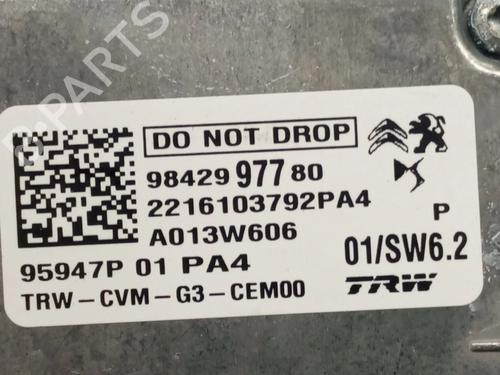 DO NOT DROP
98429 977 80
2216103792PA4
A013W606
P
95947P 01 PA4
01/SW6.2
TRW-CVM-G3-CEM00
TRW
PARTS